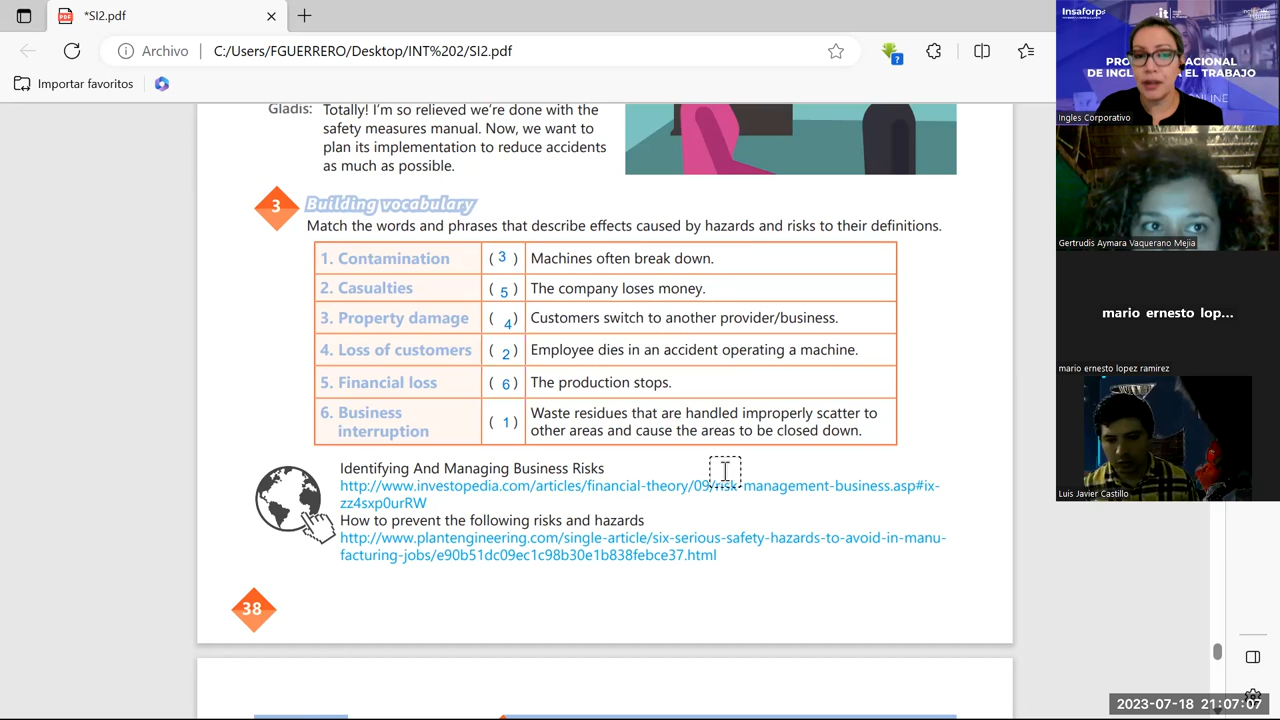 *SI2.pdf
Archivo
C:/Users/FGUERRERO/Desktop/INT%202/SI2.pdf
Importar favoritos
Gladis: Totally! I'm so relieved we're done with the
safety measures manual. Now, we want to
plan its implementation to reduce accidents
as much as possible.
3 Building vocabulary
Match the words and phrases that describe effects caused by hazards and risks to their definitions.
1. Contamination ( 3 ) Machines often break down.
2. Casualties ( 5 ) The company loses money.
3. Property damage ( 4 ) Customers switch to another provider/business.
4. Loss of customers ( 2 ) Employee dies in an accident operating a machine.
5. Financial loss ( 6 ) The production stops.
6. Business
interruption ( 1 ) Waste residues that are handled improperly scatter to
other areas and cause the areas to be closed down.
Identifying And Managing Business Risks
http://www.investopedia.com/articles/financial-theory/09/risk-management-business.asp#ix-
zz4sxp0urRW
How to prevent the following risks and hazards
http://www.plantengineering.com/single-article/six-serious-safety-hazards-to-avoid-in-manu-
facturing-jobs/e90b51dc09ec1c98b30e1b838febce37.html
38
Insaforp
it
Ingles Corporativo
Gertrudis Aymara Vaquerano Mejia
mario ernesto lop...
mario ernesto lopez ramirez
Luis Javier Castillo
2023-07-18 21:07:07